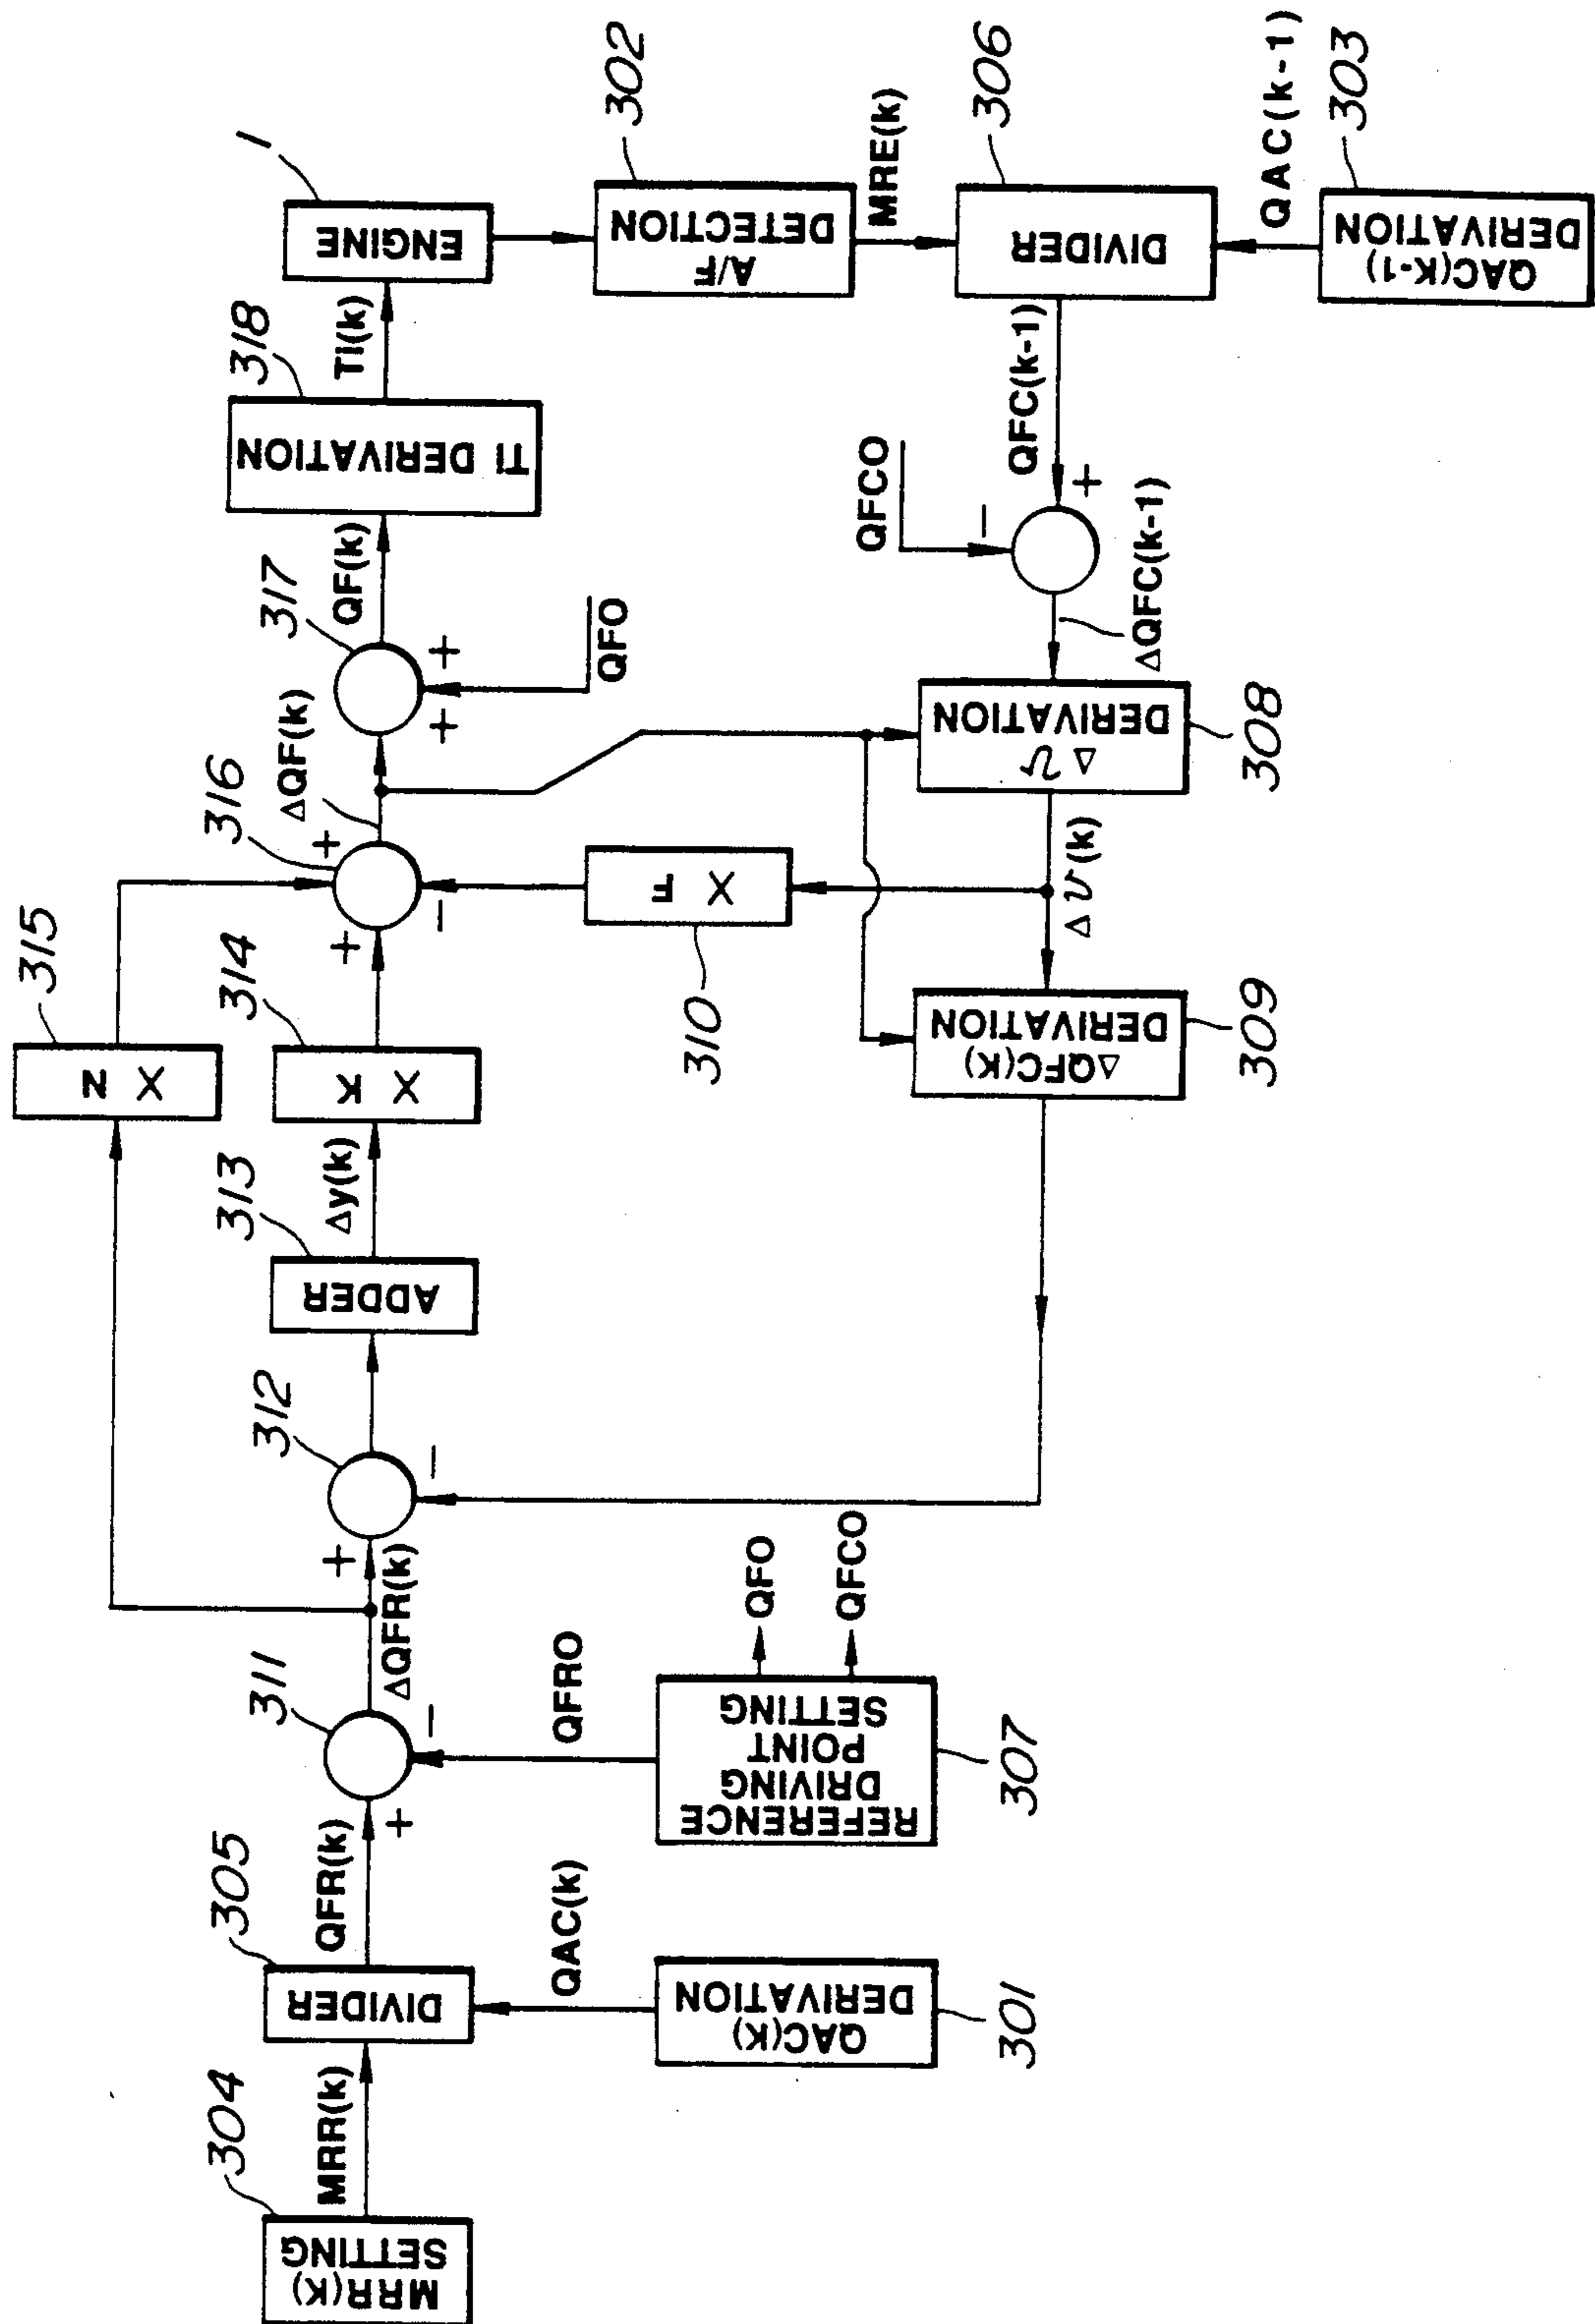 304
MRR(K)
SETTING
MRR(k)
305
DIVIDER
QFR(k)
QAC(k)
QAC(K)
DERIVATION
301
311
+
−
QFRO
REFERENCE
DRIVING
POINT
SETTING
307
QFO
QFCO
ΔQFR(k)
312
+
−
313
ADDER
Δy(k)
314
X K
315
X N
316
+
+
−
ΔQF(k)
310
X F
317
+
+
QFO
QF(k)
318
TI DERIVATION
TI(k)
1
ENGINE
302
A/F
DETECTION
MRE(k)
306
DIVIDER
QAC(k-1)
303
QAC(K-1)
DERIVATION
QFC(k-1)
QFCO
−
+
ΔQFC(k-1)
DERIVATION
308
Δυ(k)
ΔQFC(K)
DERIVATION
309